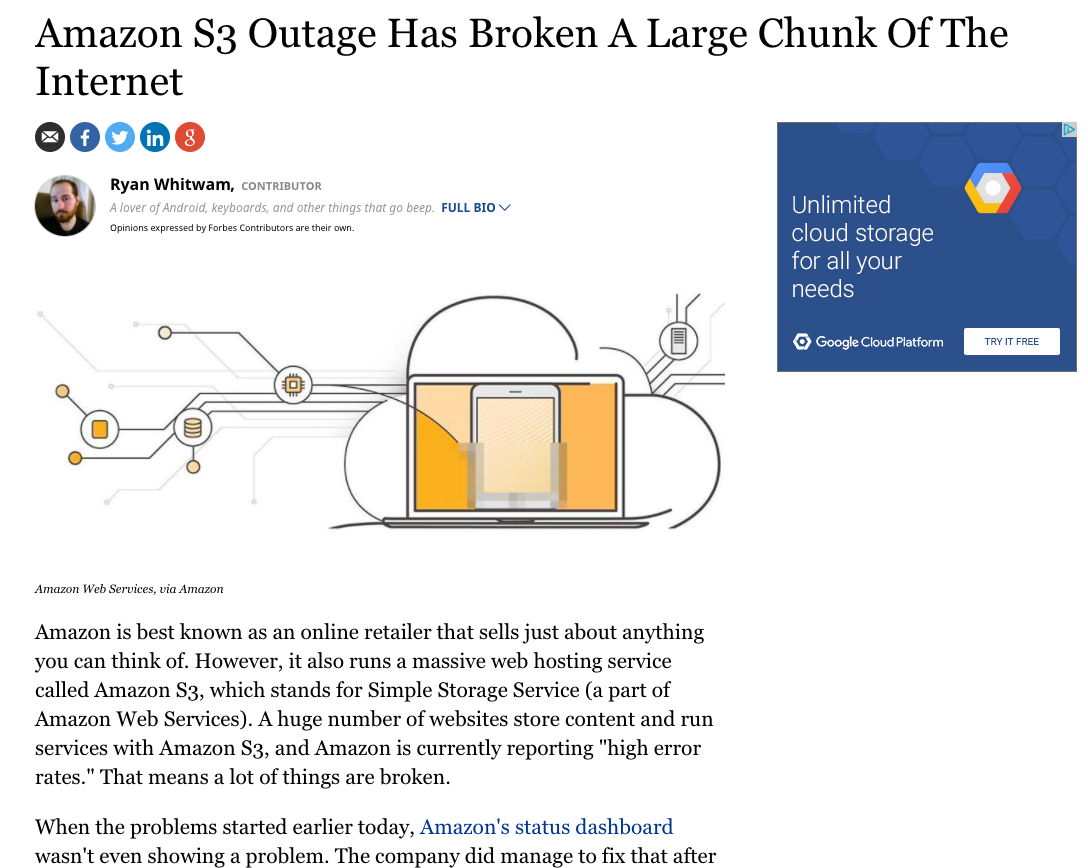 Amazon S3 Outage Has Broken A Large Chunk Of The
Internet
Ryan Whitwam, CONTRIBUTOR
A lover of Android, keyboards, and other things that go beep. FULL BIO
Opinions expressed by Forbes Contributors are their own.
Unlimited
cloud storage
for all your
needs
Google Cloud Platform
TRY IT FREE
Amazon Web Services, via Amazon
Amazon is best known as an online retailer that sells just about anything
you can think of. However, it also runs a massive web hosting service
called Amazon S3, which stands for Simple Storage Service (a part of
Amazon Web Services). A huge number of websites store content and run
services with Amazon S3, and Amazon is currently reporting "high error
rates." That means a lot of things are broken.
When the problems started earlier today, Amazon's status dashboard
wasn't even showing a problem. The company did manage to fix that after